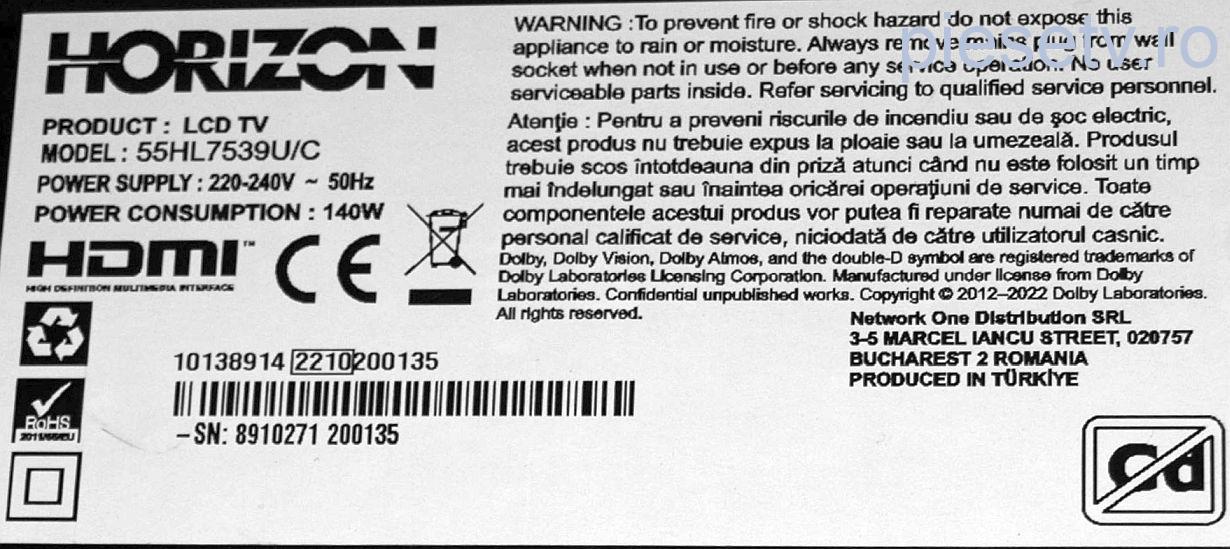 HORIZON
PRODUCT : LCD TV
MODEL : 55HL7539U/C
POWER SUPPLY : 220-240V ~ 50Hz
POWER CONSUMPTION : 140W
HDMI™
HIGH DEFINITION MULTIMEDIA INTERFACE
CE
WARNING :To prevent fire or shock hazard do not expose this
appliance to rain or moisture. Always remove mains plug from wall
socket when not in use or before any service operation. No user
serviceable parts inside. Refer servicing to qualified service personnel.
Atenţie : Pentru a preveni riscurile de incendiu sau de şoc electric,
acest produs nu trebuie expus la ploaie sau la umezeală. Produsul
trebuie scos întotdeauna din priză atunci când nu este folosit un timp
mai îndelungat sau înaintea oricărei operaţiuni de service. Toate
componentele acestui produs vor putea fi reparate numai de către
personal calificat de service, niciodată de către utilizatorul casnic.
Dolby, Dolby Vision, Dolby Atmos, and the double-D symbol are registered trademarks of
Dolby Laboratories Licensing Corporation. Manufactured under license from Dolby
Laboratories. Confidential unpublished works. Copyright © 2012–2022 Dolby Laboratories.
All rights reserved.
Network One Distribution SRL
3-5 MARCEL IANCU STREET, 020757
BUCHAREST 2 ROMANIA
PRODUCED IN TÜRKİYE
10138914 2210200135
–SN: 8910271 200135
RoHS
2011/65/EU
Cd
piesetv.ro